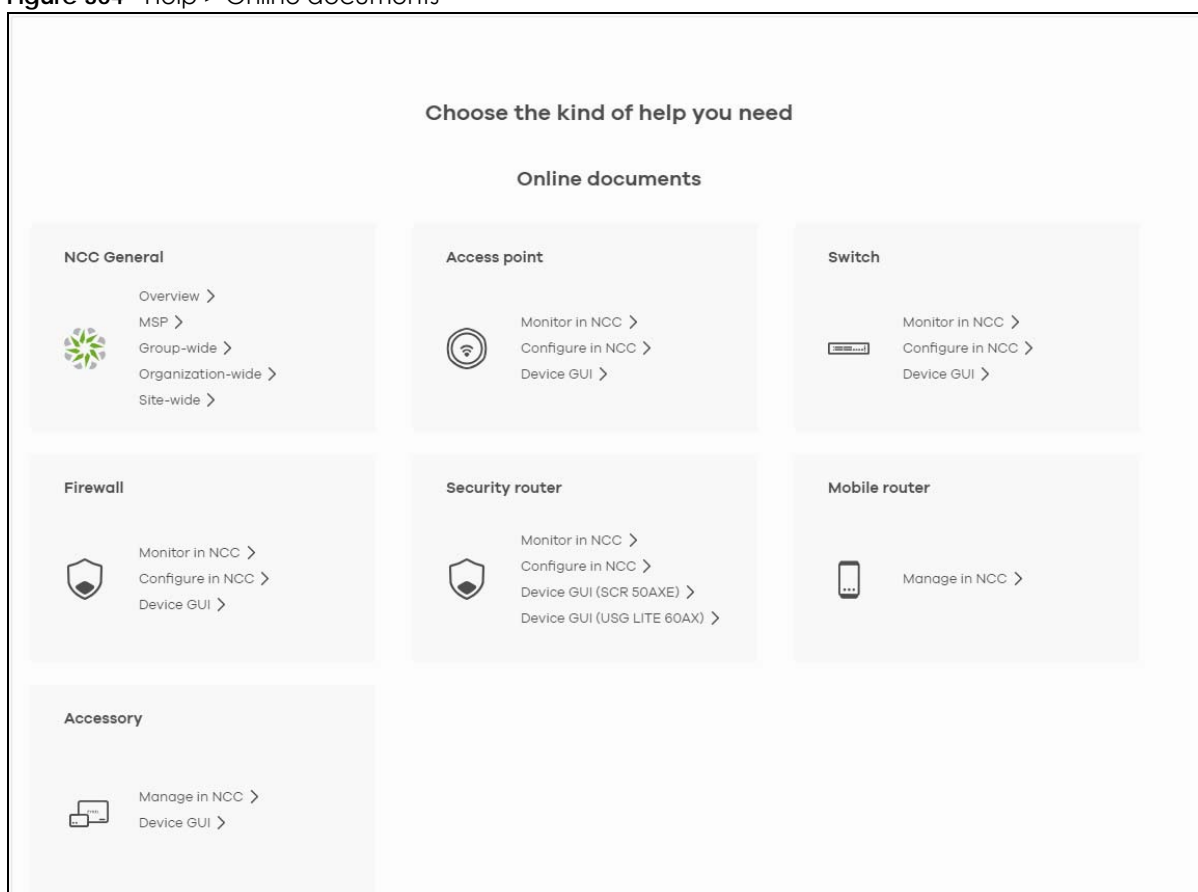 Help > Online documents
Choose the kind of help you need
Online documents
NCC General
Overview >
MSP >
Group-wide >
Organization-wide >
Site-wide >
Access point
Monitor in NCC >
Configure in NCC >
Device GUI >
Switch
Monitor in NCC >
Configure in NCC >
Device GUI >
Firewall
Monitor in NCC >
Configure in NCC >
Device GUI >
Security router
Monitor in NCC >
Configure in NCC >
Device GUI (SCR 50AXE) >
Device GUI (USG LITE 60AX) >
Mobile router
Manage in NCC >
Accessory
Manage in NCC >
Device GUI >